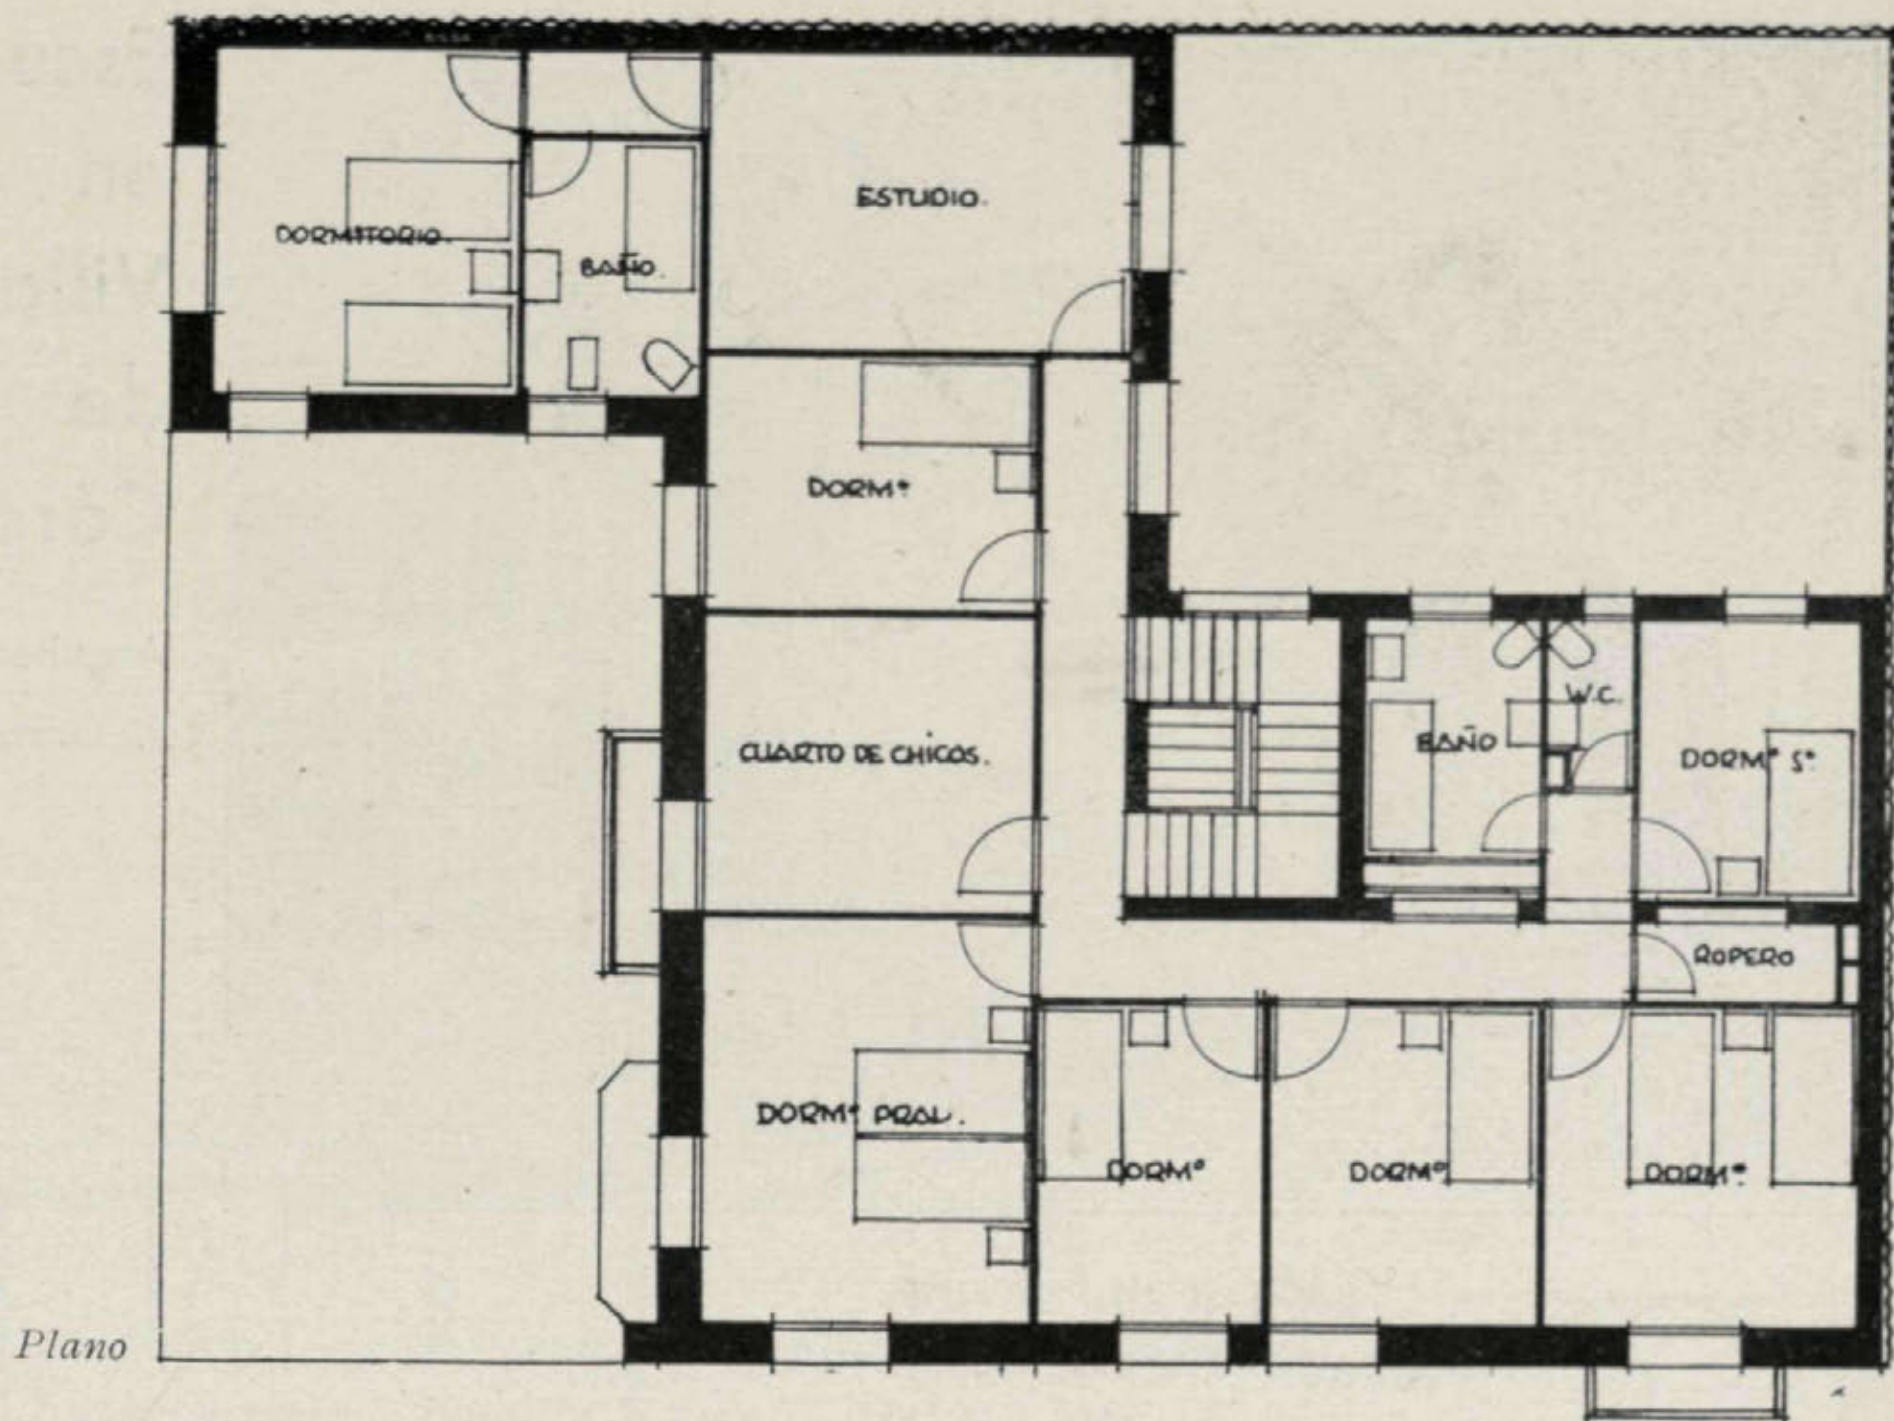 DORMITORIO.
BAÑO.
ESTUDIO.
DORMº
CUARTO DE CHICOS.
W.C.
BAÑO
DORMº Sº
ROPERO
DORMº PRAL.
DORMº
DORMº
DORMº
Plano